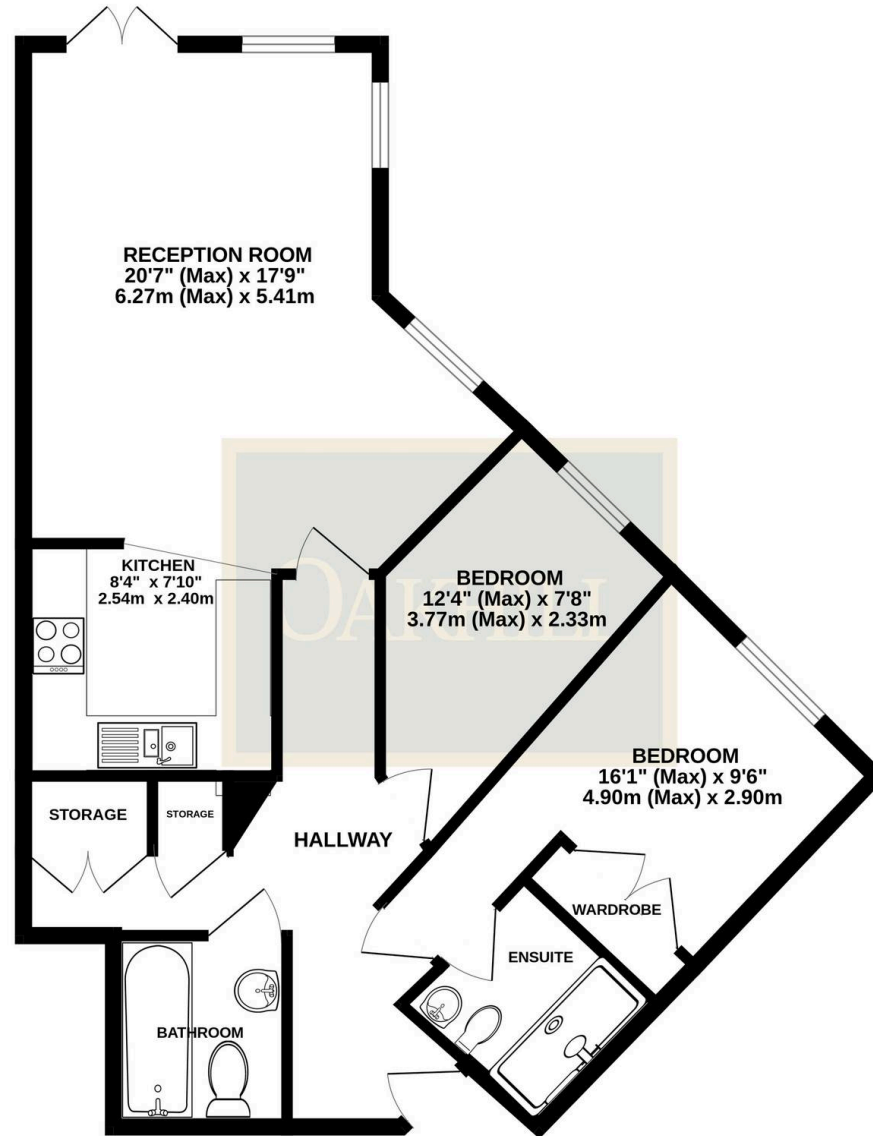 RECEPTION ROOM
20'7" (Max) x 17'9"
6.27m (Max) x 5.41m
KITCHEN
8'4" x 7'10"
2.54m x 2.40m
OAKHILL
BEDROOM
12'4" (Max) x 7'8"
3.77m (Max) x 2.33m
BEDROOM
16'1" (Max) x 9'6"
4.90m (Max) x 2.90m
STORAGE
STORAGE
HALLWAY
WARDROBE
ENSUITE
BATHROOM